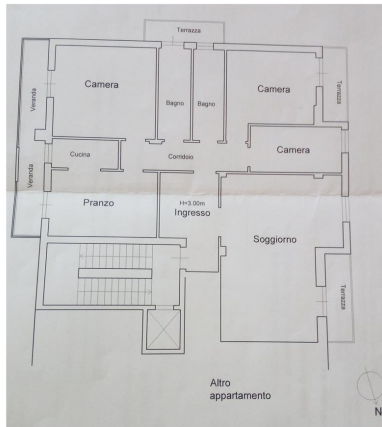 Terrazza
Camera
Camera
Terrazza
Veranda
Bagno
Bagno
Camera
Cucina
Corridoio
Veranda
Pranzo
H=3.00m
Ingresso
Soggiorno
Terrazza
Altro
appartamento
N